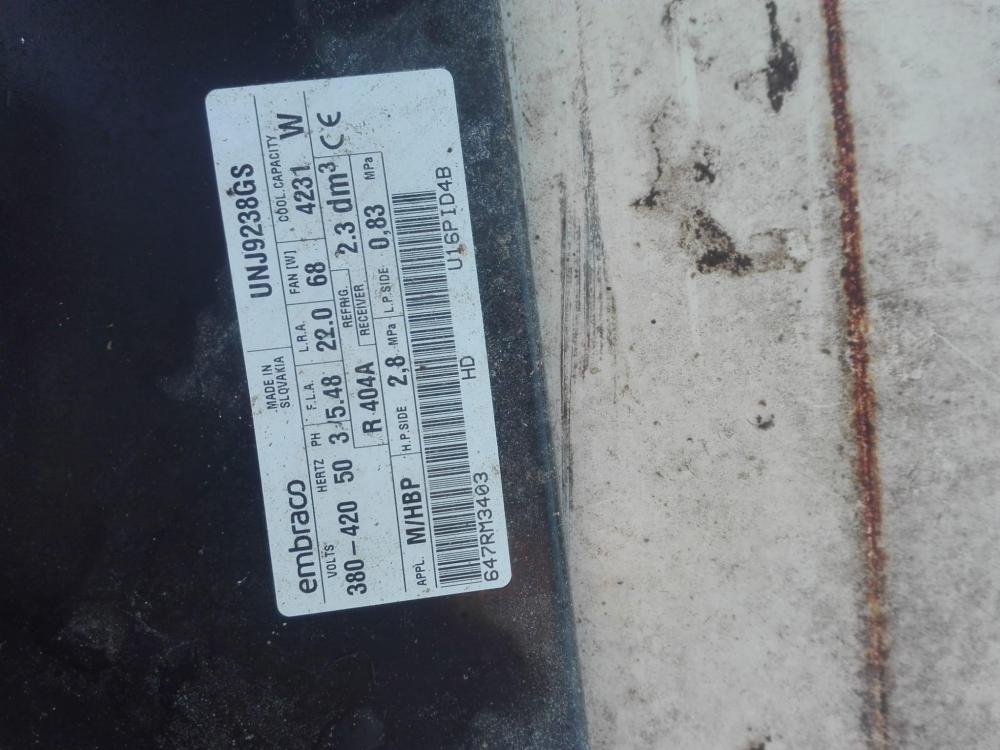 embraco MADE IN SLOVAKIA UNJ9238GS
VOLTS HERTZ PH F.L.A. L.R.A. FAN [W] COOL.CAPACITY
380-420 50 3 5.48 22.0 68 4231 W
R 404A REFRIG. RECEIVER 2.3 dm³ CE
APPL. M/HBP H.P.SIDE 2,8 MPa L.P.SIDE 0,83 MPa
647RM3403 HD U16PID4B